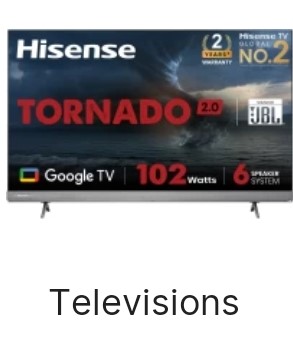 Hisense
2 YEARS* WARRANTY
Hisense TV
GLOBAL
NO.2
TORNADO 2.0
JBL
Google TV
102 Watts
6 SPEAKER SYSTEM
Televisions